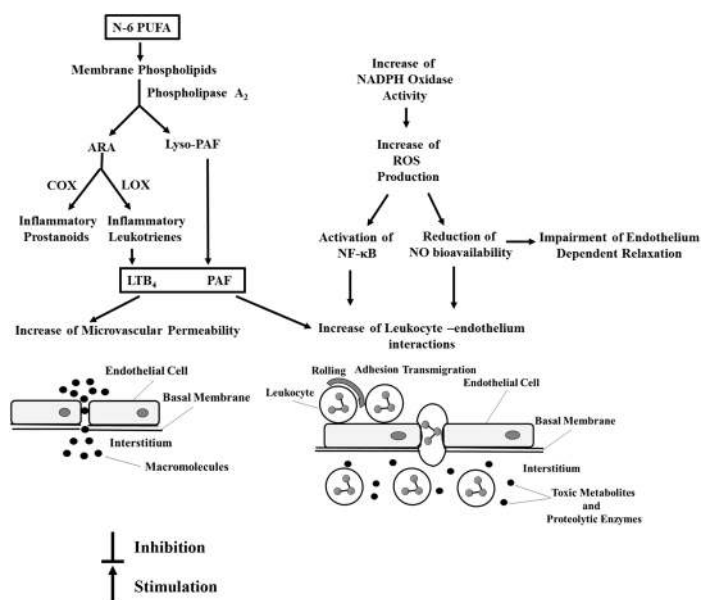 N-6 PUFA
Membrane Phospholipids
Phospholipase A₂
ARA
Lyso-PAF
COX
LOX
Inflammatory
Prostanoids
Inflammatory
Leukotrienes
LTB₄
PAF
Increase of Microvascular Permeability
Increase of
NADPH Oxidase
Activity
Increase of
ROS
Production
Activation of
NF-κB
Reduction of
NO bioavailability
Impairment of Endothelium
Dependent Relaxation
Increase of Leukocyte –endothelium
interactions
Endothelial Cell
Basal Membrane
Interstitium
Macromolecules
Rolling
Adhesion Transmigration
Leukocyte
Endothelial Cell
Basal Membrane
Interstitium
Toxic Metabolites
and
Proteolytic Enzymes
Inhibition
Stimulation